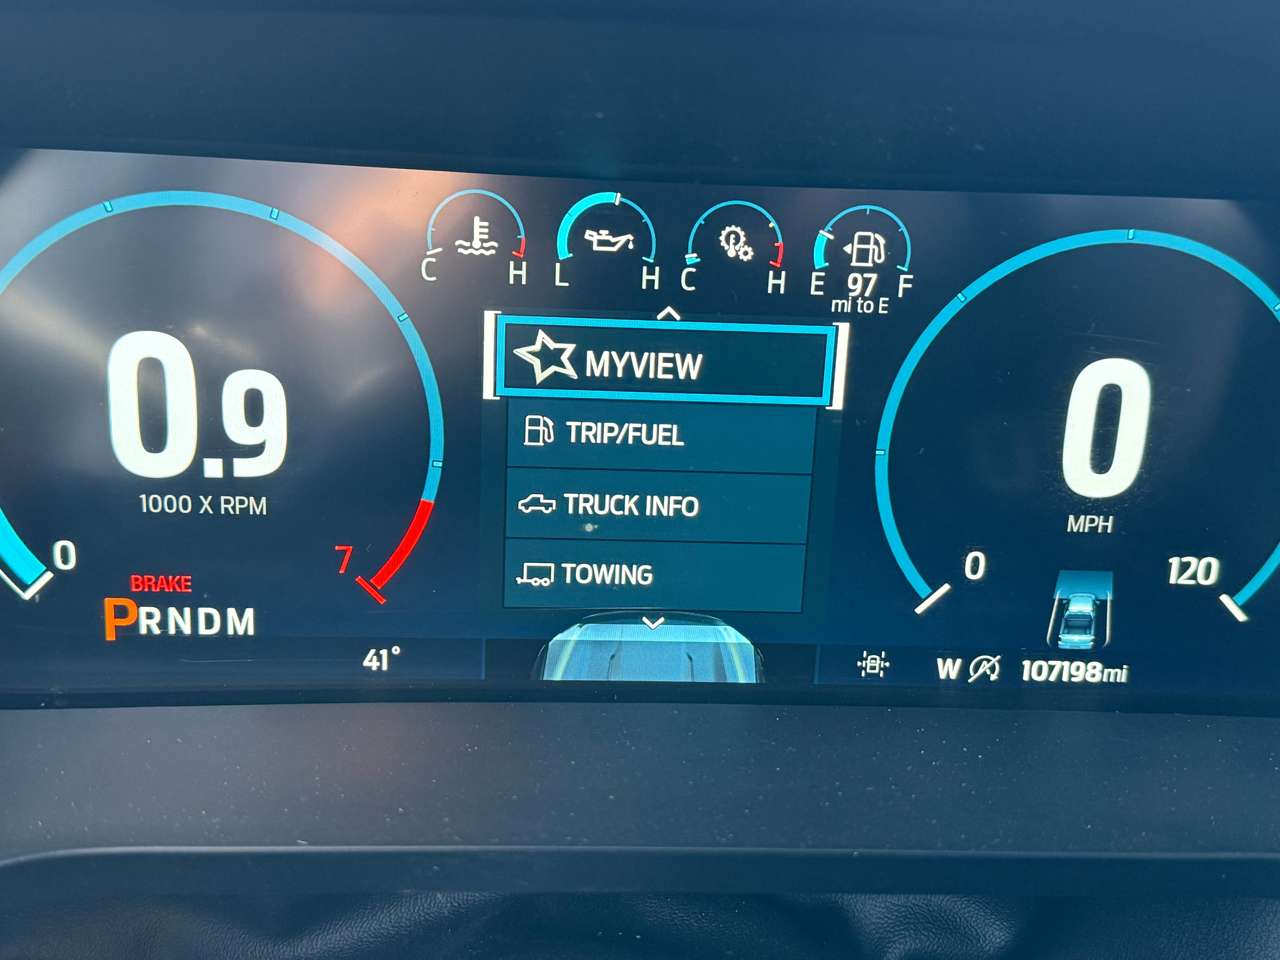 C H L H C H E 97 F
mi to E
MYVIEW
TRIP/FUEL
TRUCK INFO
TOWING
0.9
1000 X RPM
0 7
BRAKE
PRNDM
41°
0
MPH
0 120
W 107198mi